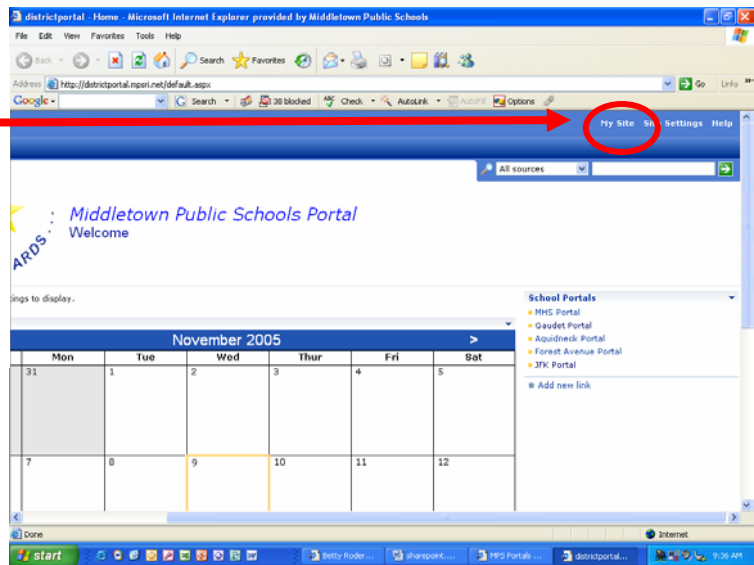 districtportal - Home - Microsoft Internet Explorer provided by Middletown Public Schools
File Edit View Favorites Tools Help
Back Search Favorites
Address http://districtportal.mpsri.net/default.aspx Go Links »
Google Search 38 blocked Check AutoLink AutoFill Options
My Site Site Settings Help
All sources
ARDS
Middletown Public Schools Portal
Welcome
ings to display.
School Portals
MHS Portal
Gaudet Portal
Aquidneck Portal
Forest Avenue Portal
JFK Portal
Add new link
November 2005 >
Mon Tue Wed Thur Fri Sat
31 1 2 3 4 5
7 8 9 10 11 12
Done Internet
start Betty Roder... sharepoint.... MPS Portals ... districtportal... 9:36 AM